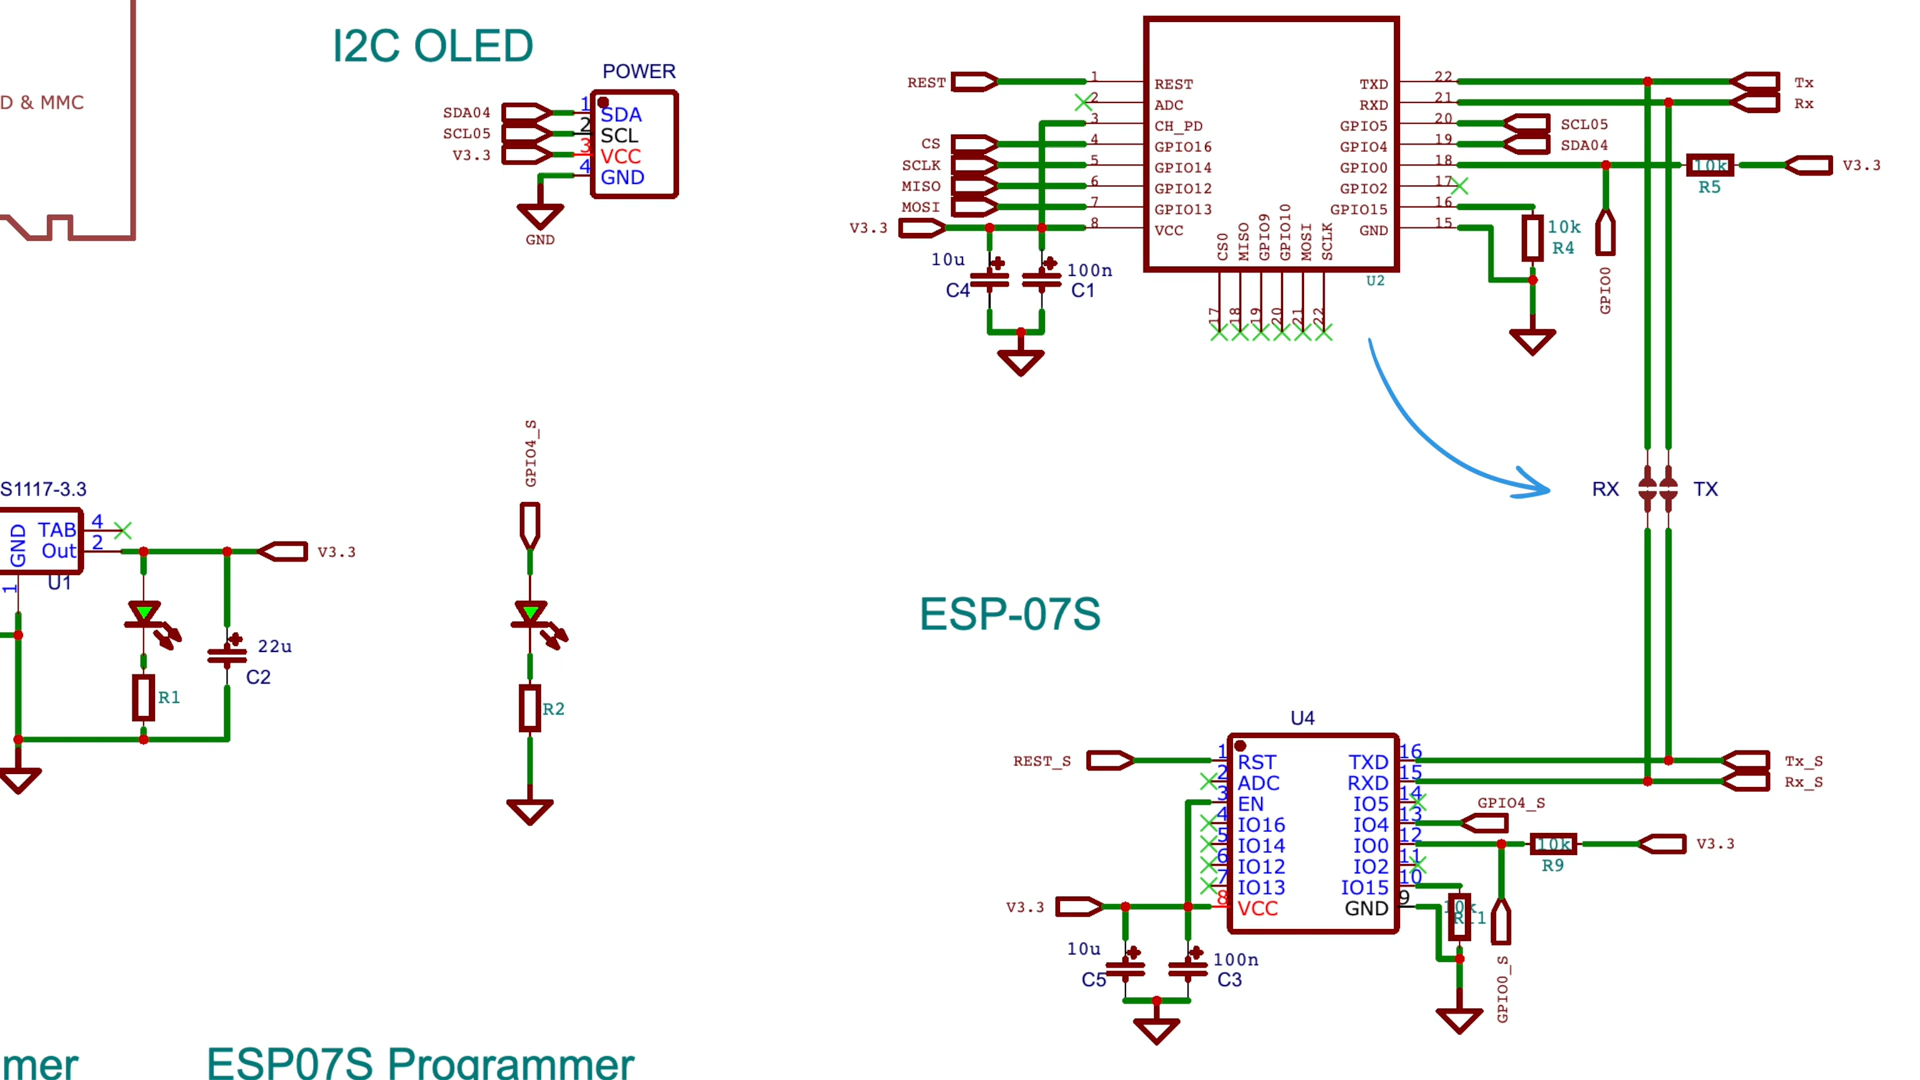 D & MMC
I2C OLED
POWER
SDA04
SCL05
V3.3
1 SDA
2 SCL
3 VCC
4 GND
GND
REST
CS
SCLK
MISO
MOSI
V3.3
1 REST
2 ADC
3 CH_PD
4 GPIO16
5 GPIO14
6 GPIO12
7 GPIO13
8 VCC
TXD 22
RXD 21
GPIO5 20
GPIO4 19
GPIO0 18
GPIO2 17
GPIO15 16
GND 15
CS0 MISO GPIO9 GPIO10 MOSI SCLK
17 18 19 20 21 22
U2
Tx
Rx
SCL05
SDA04
10k
R5
V3.3
10k
R4
GPIO0
10u
C4
100n
C1
RX TX
S1117-3.3
GND
TAB 4
Out 2
1
U1
V3.3
R1
22u
C2
GPIO4_S
R2
ESP-07S
U4
REST_S
V3.3
1 RST
2 ADC
3 EN
4 IO16
5 IO14
6 IO12
7 IO13
8 VCC
TXD 16
RXD 15
IO5 14
IO4 13
IO0 12
IO2 11
IO15 10
GND 9
Tx_S
Rx_S
GPIO4_S
10k
R9
V3.3
10k
GPIO0_S
10u
C5
100n
C3
mer
ESP07S Programmer